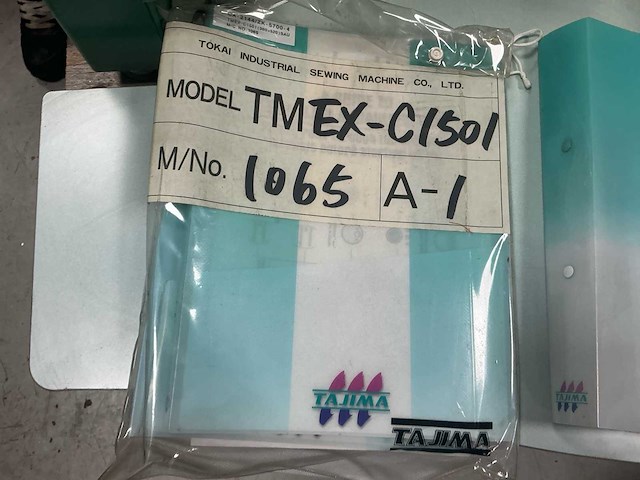 TOKAI INDUSTRIAL SEWING MACHINE CO., LTD.
MODEL TMEX-C1501
M/No. 1065 A-1
TAJIMA
TAJIMA
TAJIMA